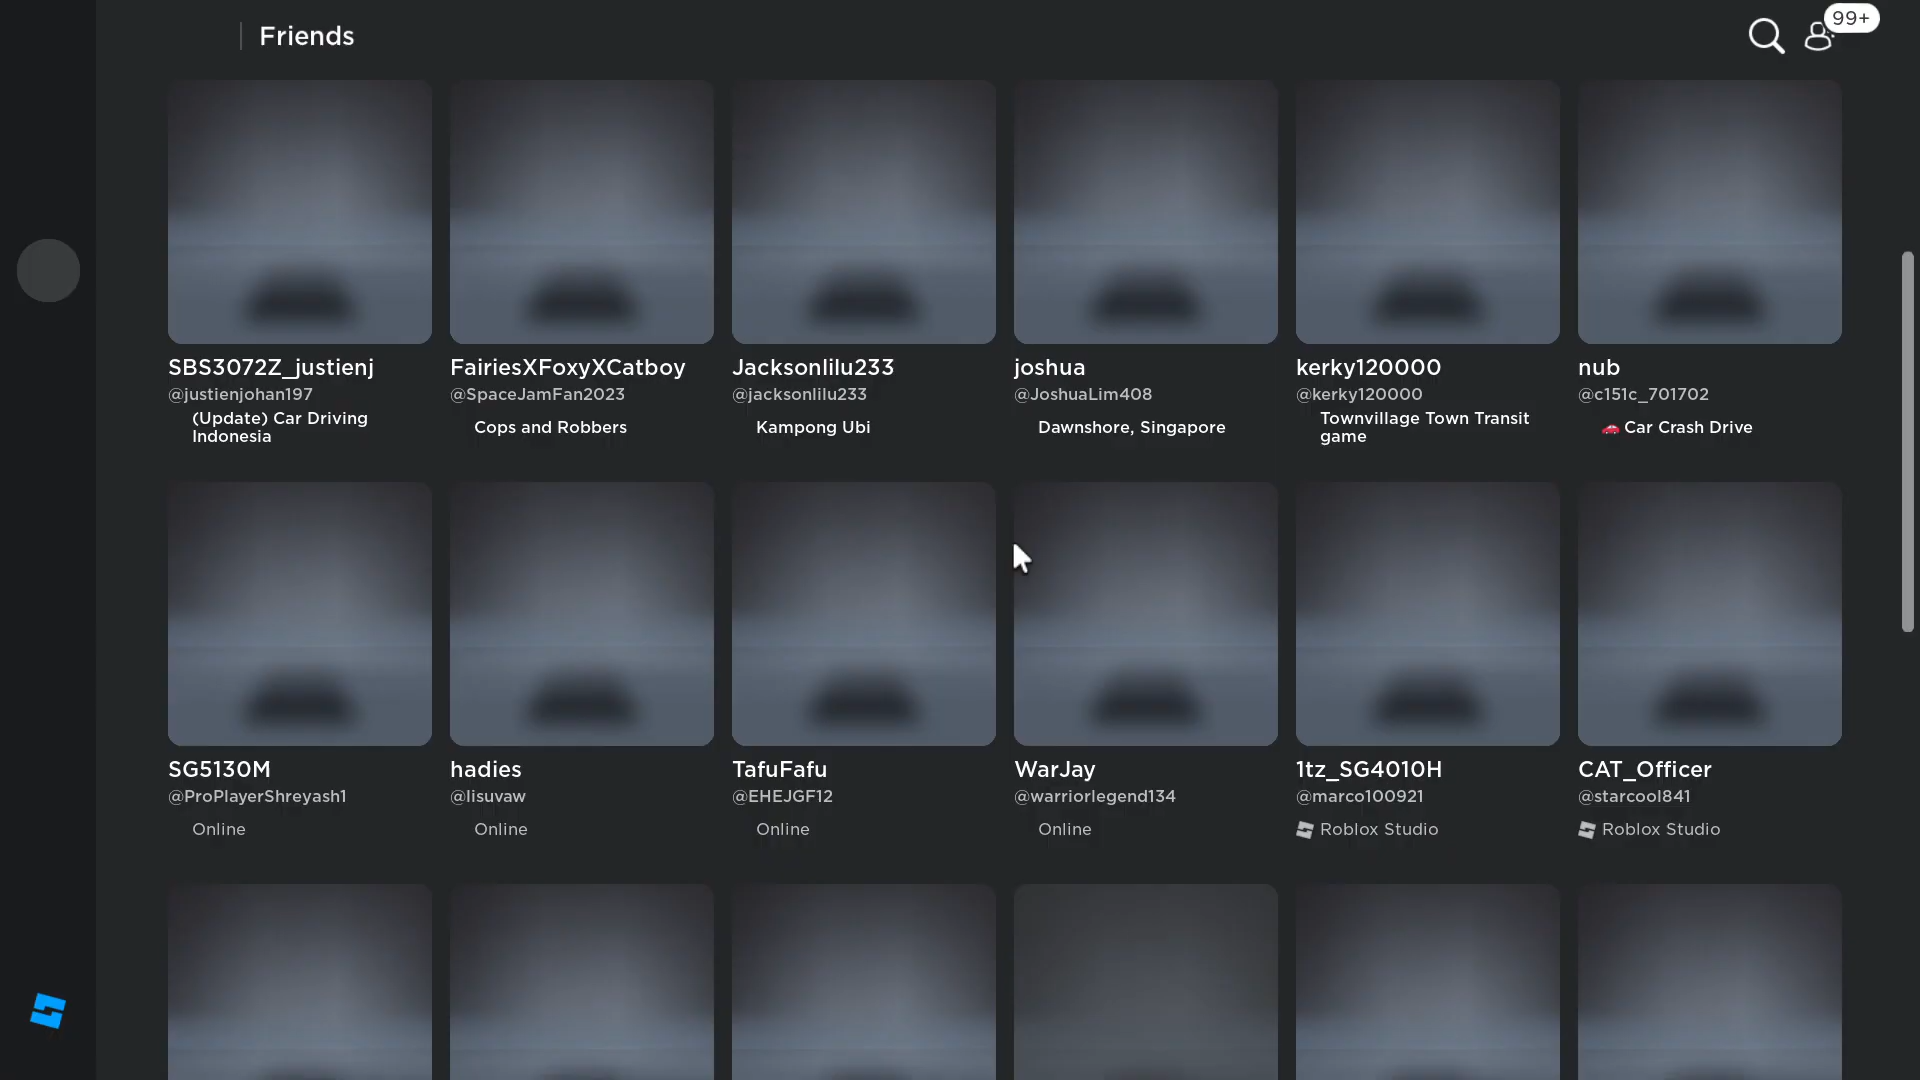 Friends
99+
SBS3072Z_justienj
FairiesXFoxyXCatboy
Jacksonlilu233
joshua
kerky120000
nub
@justienjohan197
@SpaceJamFan2023
@jacksonlilu233
@JoshuaLim408
@kerky120000
@c151c_701702
(Update) Car Driving
Indonesia
Cops and Robbers
Kampong Ubi
Dawnshore, Singapore
Townvillage Town Transit
game
🚗 Car Crash Drive
SG5130M
hadies
TafuFafu
WarJay
1tz_SG4010H
CAT_Officer
@ProPlayerShreyash1
@lisuvaw
@EHEJGF12
@warriorlegend134
@marco100921
@starcool841
Online
Online
Online
Online
Roblox Studio
Roblox Studio